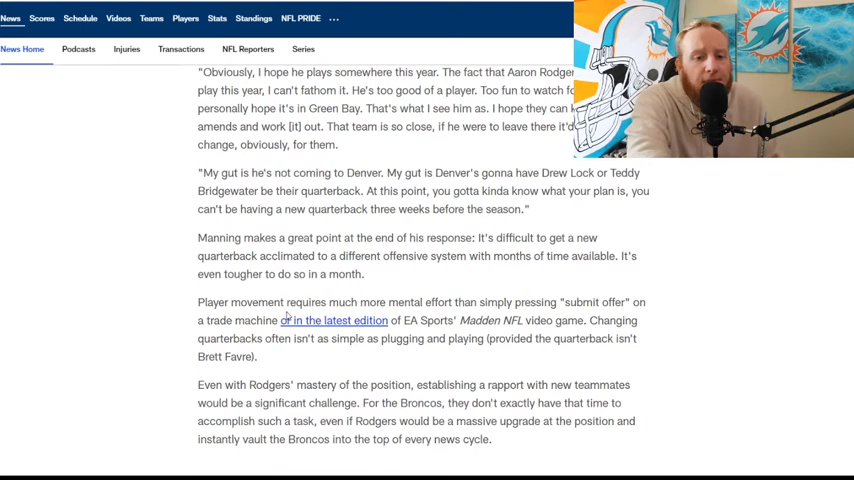 News Scores Schedule Videos Teams Players Stats Standings NFL PRIDE ...
News Home Podcasts Injuries Transactions NFL Reporters Series
"Obviously, I hope he plays somewhere this year. The fact that Aaron Rodger
play this year, I can't fathom it. He's too good of a player. Too fun to watch
personally hope it's in Green Bay. That's what I see him as. I hope they can
amends and work [it] out. That team is so close, if he were to leave there
change, obviously, for them.
"My gut is he's not coming to Denver. My gut is Denver's gonna have Drew Lock or Teddy
Bridgewater be their quarterback. At this point, you gotta kinda know what your plan is, you
can't be having a new quarterback three weeks before the season."
Manning makes a great point at the end of his response: It's difficult to get a new
quarterback acclimated to a different offensive system with months of time available. It's
even tougher to do so in a month.
Player movement requires much more mental effort than simply pressing "submit offer" on
a trade machine or in the latest edition of EA Sports' Madden NFL video game. Changing
quarterbacks often isn't as simple as plugging and playing (provided the quarterback isn't
Brett Favre).
Even with Rodgers' mastery of the position, establishing a rapport with new teammates
would be a significant challenge. For the Broncos, they don't exactly have that time to
accomplish such a task, even if Rodgers would be a massive upgrade at the position and
instantly vault the Broncos into the top of every news cycle.